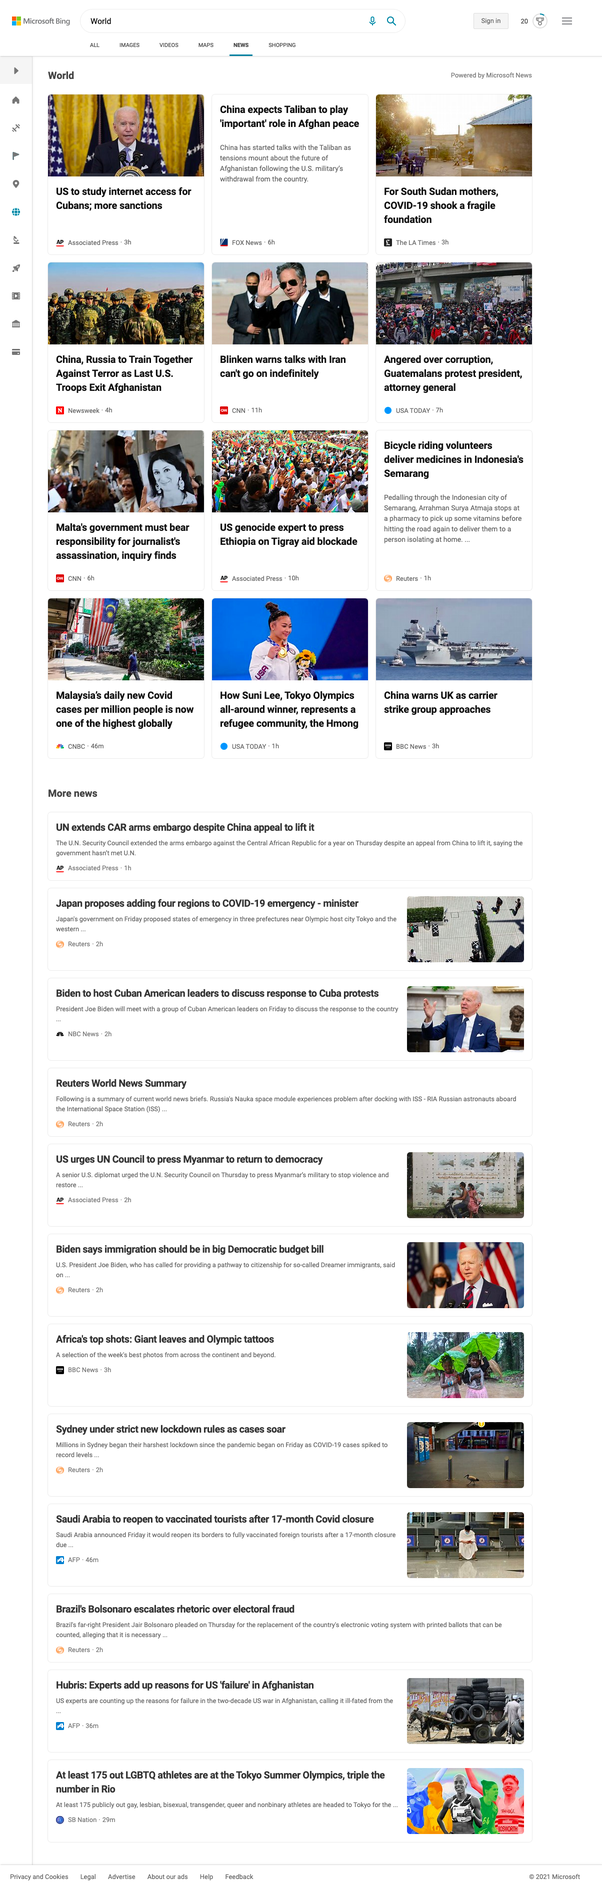 Microsoft Bing
World
Sign in
20
ALL
IMAGES
VIDEOS
MAPS
NEWS
SHOPPING
World
Powered by Microsoft News
US to study internet access for
Cubans; more sanctions
AP Associated Press · 3h
China expects Taliban to play
'important' role in Afghan peace
China has started talks with the Taliban as
tensions mount about the future of
Afghanistan following the U.S. military's
withdrawal from the country.
FOX News · 6h
For South Sudan mothers,
COVID-19 shook a fragile
foundation
The LA Times · 3h
China, Russia to Train Together
Against Terror as Last U.S.
Troops Exit Afghanistan
N Newsweek · 4h
Blinken warns talks with Iran
can't go on indefinitely
CNN CNN · 11h
Angered over corruption,
Guatemalans protest president,
attorney general
USA TODAY · 7h
Malta's government must bear
responsibility for journalist's
assassination, inquiry finds
CNN CNN · 6h
US genocide expert to press
Ethiopia on Tigray aid blockade
AP Associated Press · 10h
Bicycle riding volunteers
deliver medicines in Indonesia's
Semarang
Pedalling through the Indonesian city of
Semarang, Arrahman Surya Atmaja stops at
a pharmacy to pick up some vitamins before
hitting the road again to deliver them to a
person isolating at home. ...
Reuters · 1h
Malaysia's daily new Covid
cases per million people is now
one of the highest globally
CNBC · 46m
USA
How Suni Lee, Tokyo Olympics
all-around winner, represents a
refugee community, the Hmong
USA TODAY · 1h
China warns UK as carrier
strike group approaches
BBC News · 3h
More news
UN extends CAR arms embargo despite China appeal to lift it
The U.N. Security Council extended the arms embargo against the Central African Republic for a year on Thursday despite an appeal from China to lift it, saying the
government hasn't met U.N.
AP Associated Press · 1h
Japan proposes adding four regions to COVID-19 emergency - minister
Japan's government on Friday proposed states of emergency in three prefectures near Olympic host city Tokyo and the
western ...
Reuters · 2h
Biden to host Cuban American leaders to discuss response to Cuba protests
President Joe Biden will meet with a group of Cuban American leaders on Friday to discuss the response to the country
...
NBC News · 2h
Reuters World News Summary
Following is a summary of current world news briefs. Russia's Nauka space module experiences problem after docking with ISS - RIA Russian astronauts aboard
the International Space Station (ISS) ...
Reuters · 2h
US urges UN Council to press Myanmar to return to democracy
A senior U.S. diplomat urged the U.N. Security Council on Thursday to press Myanmar's military to stop violence and
restore ...
AP Associated Press · 2h
Biden says immigration should be in big Democratic budget bill
U.S. President Joe Biden, who has called for providing a pathway to citizenship for so-called Dreamer immigrants, said
on ...
Reuters · 2h
Africa's top shots: Giant leaves and Olympic tattoos
A selection of the week's best photos from across the continent and beyond.
BBC News · 3h
Sydney under strict new lockdown rules as cases soar
Millions in Sydney began their harshest lockdown since the pandemic began on Friday as COVID-19 cases spiked to
record levels ...
Reuters · 2h
Saudi Arabia to reopen to vaccinated tourists after 17-month Covid closure
Saudi Arabia announced Friday it would reopen its borders to fully vaccinated foreign tourists after a 17-month closure
due ...
AFP · 46m
Brazil's Bolsonaro escalates rhetoric over electoral fraud
Brazil's far-right President Jair Bolsonaro pleaded on Thursday for the replacement of the country's electronic voting system with printed ballots that can be
counted, alleging that it is necessary ...
Reuters · 2h
Hubris: Experts add up reasons for US 'failure' in Afghanistan
US experts are counting up the reasons for failure in the two-decade US war in Afghanistan, calling it ill-fated from the
...
AFP · 36m
At least 175 out LGBTQ athletes are at the Tokyo Summer Olympics, triple the
number in Rio
At least 175 publicly out gay, lesbian, bisexual, transgender, queer and nonbinary athletes are headed to Tokyo for the ...
SB Nation · 29m
Privacy and Cookies
Legal
Advertise
About our ads
Help
Feedback
© 2021 Microsoft